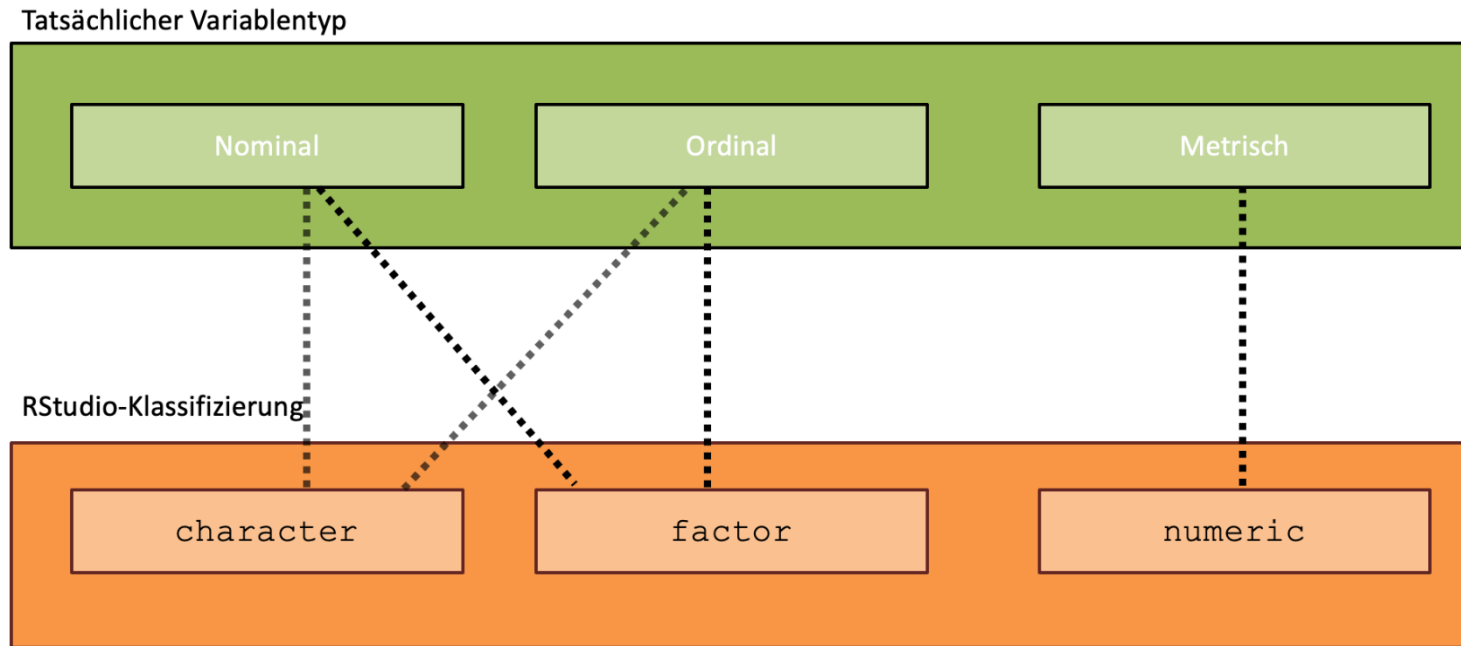 Tatsächlicher Variablentyp
Nominal
Ordinal
Metrisch
RStudio-Klassifizierung
character
factor
numeric